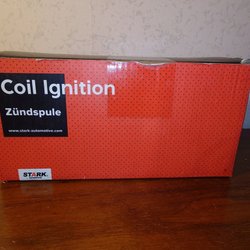 Coil Ignition
Zündspule
www.stark-automotive.com
STARK